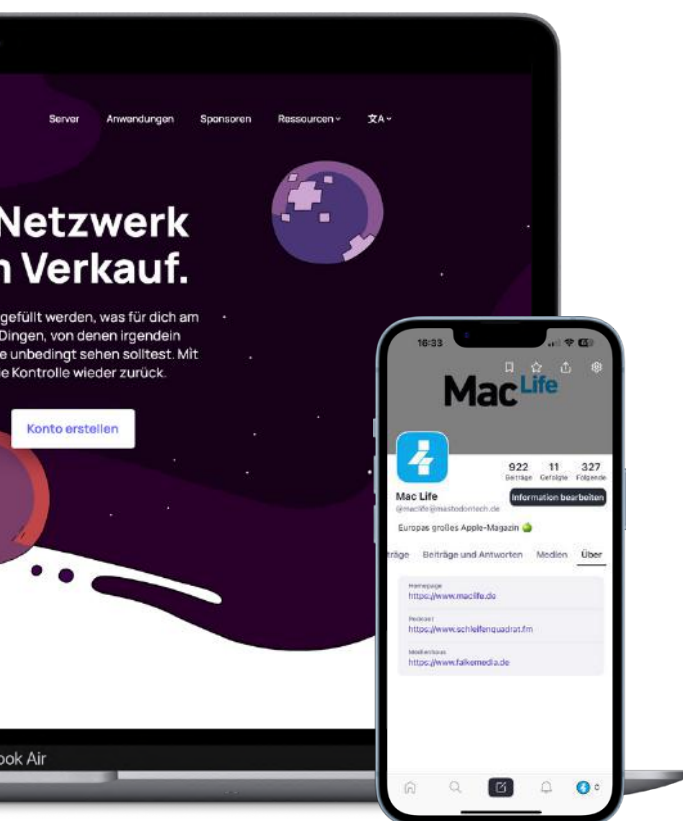 Server Anwendungen Sponsoren Ressourcen 文A
Netzwerk
Verkauf.
gefüllt werden, was für dich am
Dingen, von denen irgendein
e unbedingt sehen solltest. Mit
e Kontrolle wieder zurück.
Konto erstellen
ook Air
16:33
Mac Life
922 11 327
Beiträge Gefolgte Folgende
Mac Life
Information bearbeiten
@maclife@mastodontech.de
Europas großes Apple-Magazin
träge Beiträge und Antworten Medien Über
Homepage
https://www.maclife.de
Podcast
https://www.schleifenquadrat.fm
Medienhaus
https://www.falkemedia.de